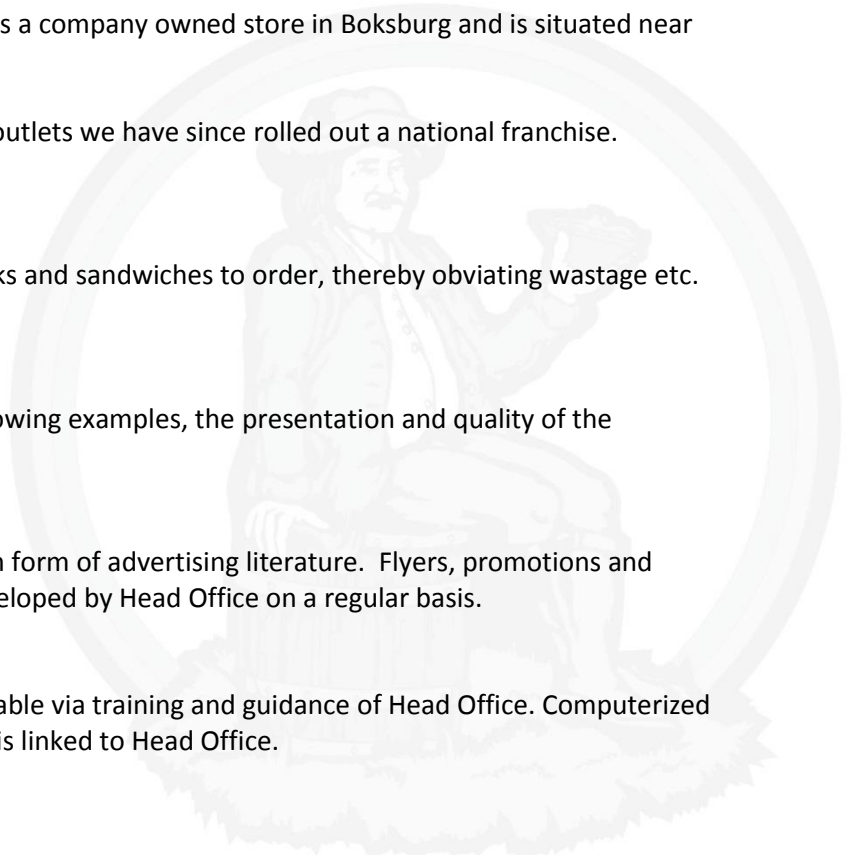 s a company owned store in Boksburg and is situated near
outlets we have since rolled out a national franchise.
ks and sandwiches to order, thereby obviating wastage etc.
owing examples, the presentation and quality of the
n form of advertising literature.  Flyers, promotions and
eloped by Head Office on a regular basis.
able via training and guidance of Head Office. Computerized
is linked to Head Office.